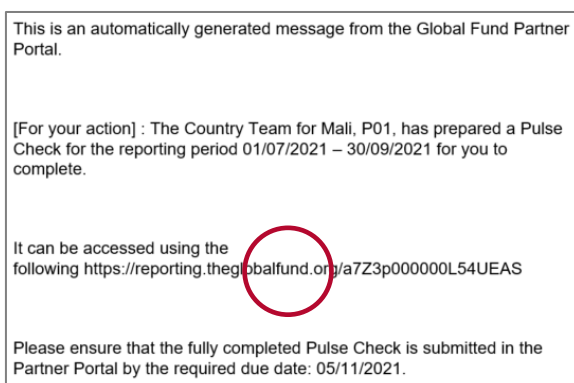 This is an automatically generated message from the Global Fund Partner
Portal.
[For your action] : The Country Team for Mali, P01, has prepared a Pulse
Check for the reporting period 01/07/2021 – 30/09/2021 for you to
complete.
It can be accessed using the
following https://reporting.theglobalfund.org/a7Z3p000000L54UEAS
Please ensure that the fully completed Pulse Check is submitted in the
Partner Portal by the required due date: 05/11/2021.